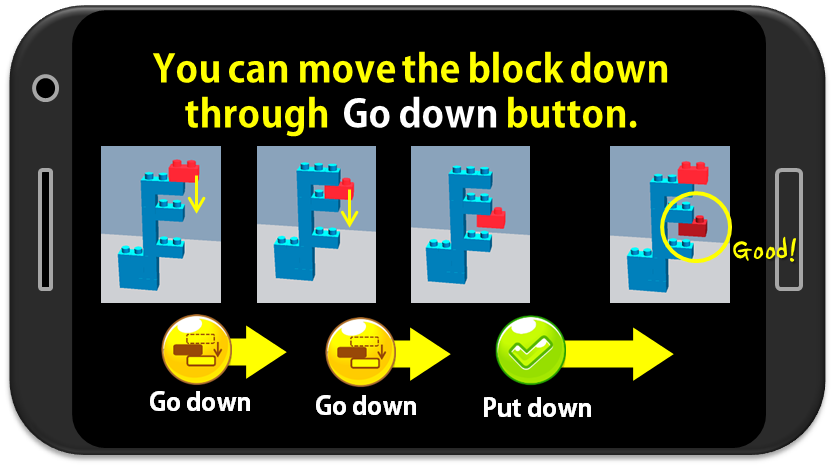 You can move the block down
through Go down button.
Good!
Go down
Go down
Put down